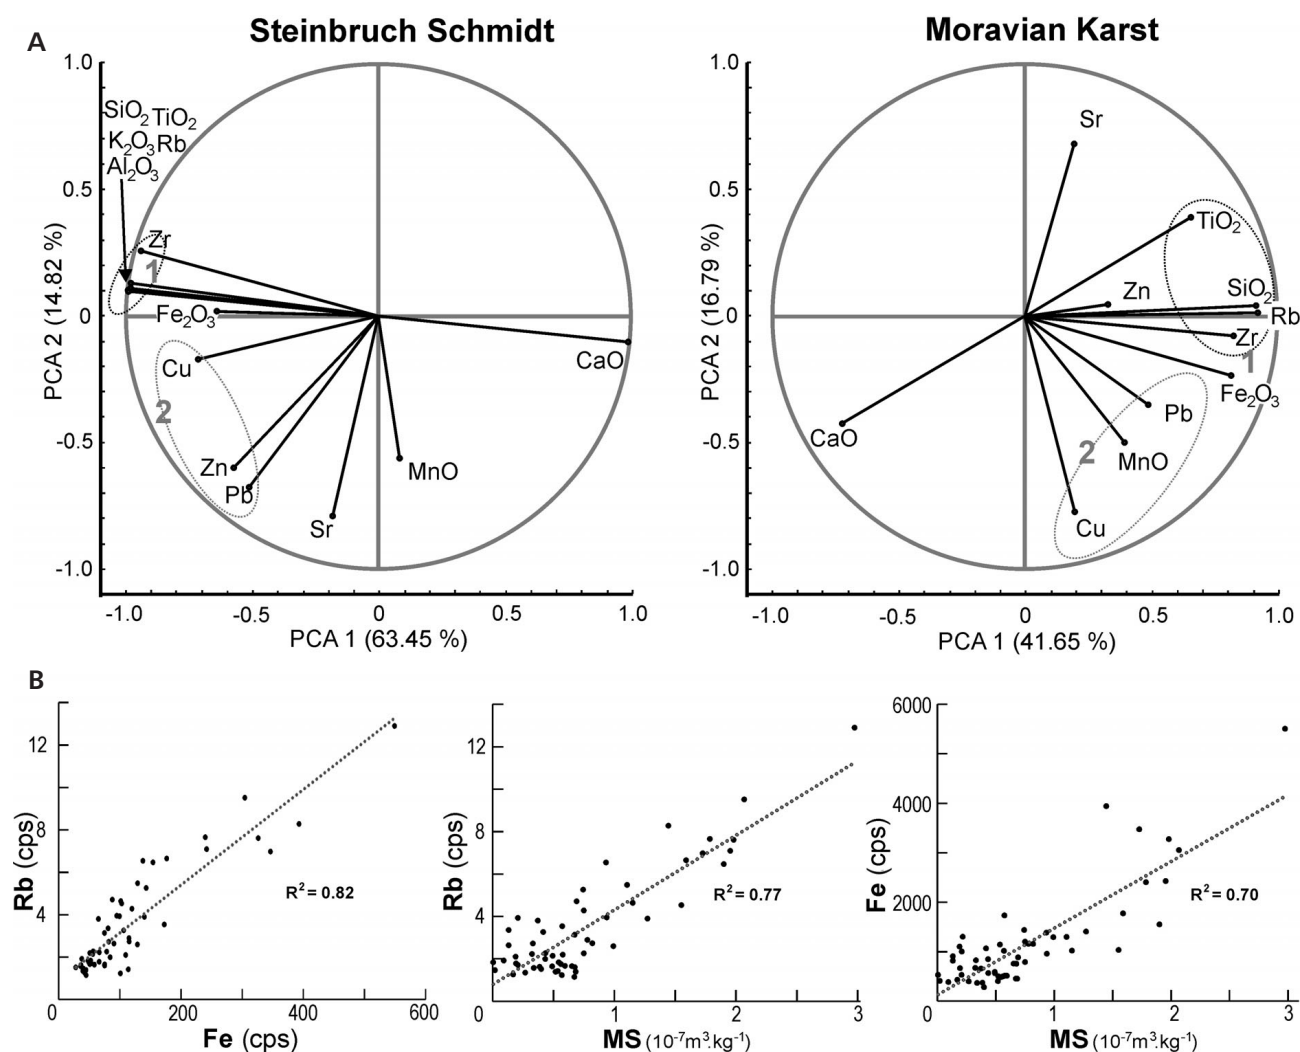 A
Steinbruch Schmidt
Moravian Karst
1.0
0.5
0
-0.5
-1.0
PCA 2 (14.82 %)
SiO₂ TiO₂
K₂O₃ Rb
Al₂O₃
Zr
1
Fe₂O₃
Cu
2
Zn
Pb
Sr
MnO
CaO
-1.0 -0.5 0 0.5 1.0
PCA 1 (63.45 %)
1.0
0.5
0
-0.5
-1.0
PCA 2 (16.79 %)
Sr
TiO₂
Zn
SiO₂
Rb
Zr
1
Fe₂O₃
Pb
2
MnO
Cu
CaO
-1.0 -0.5 0 0.5 1.0
PCA 1 (41.65 %)
B
12
8
4
0
Rb (cps)
R² = 0.82
0 200 400 600
Fe (cps)
12
8
4
0
Rb (cps)
R² = 0.77
1 2 3
MS (10⁻⁷m³.kg⁻¹)
6000
4000
2000
0
Fe (cps)
R² = 0.70
0 1 2 3
MS (10⁻⁷m³.kg⁻¹)